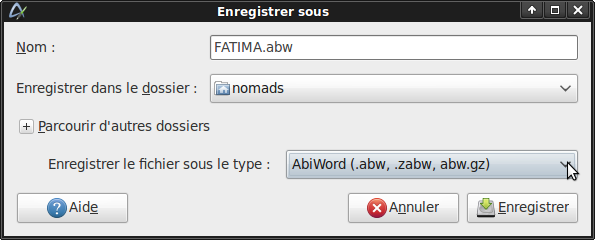 Enregistrer sous
Nom :
FATIMA.abw
Enregistrer dans le dossier :
nomads
Parcourir d'autres dossiers
Enregistrer le fichier sous le type :
AbiWord (.abw, .zabw, abw.gz)
Aide
Annuler
Enregistrer